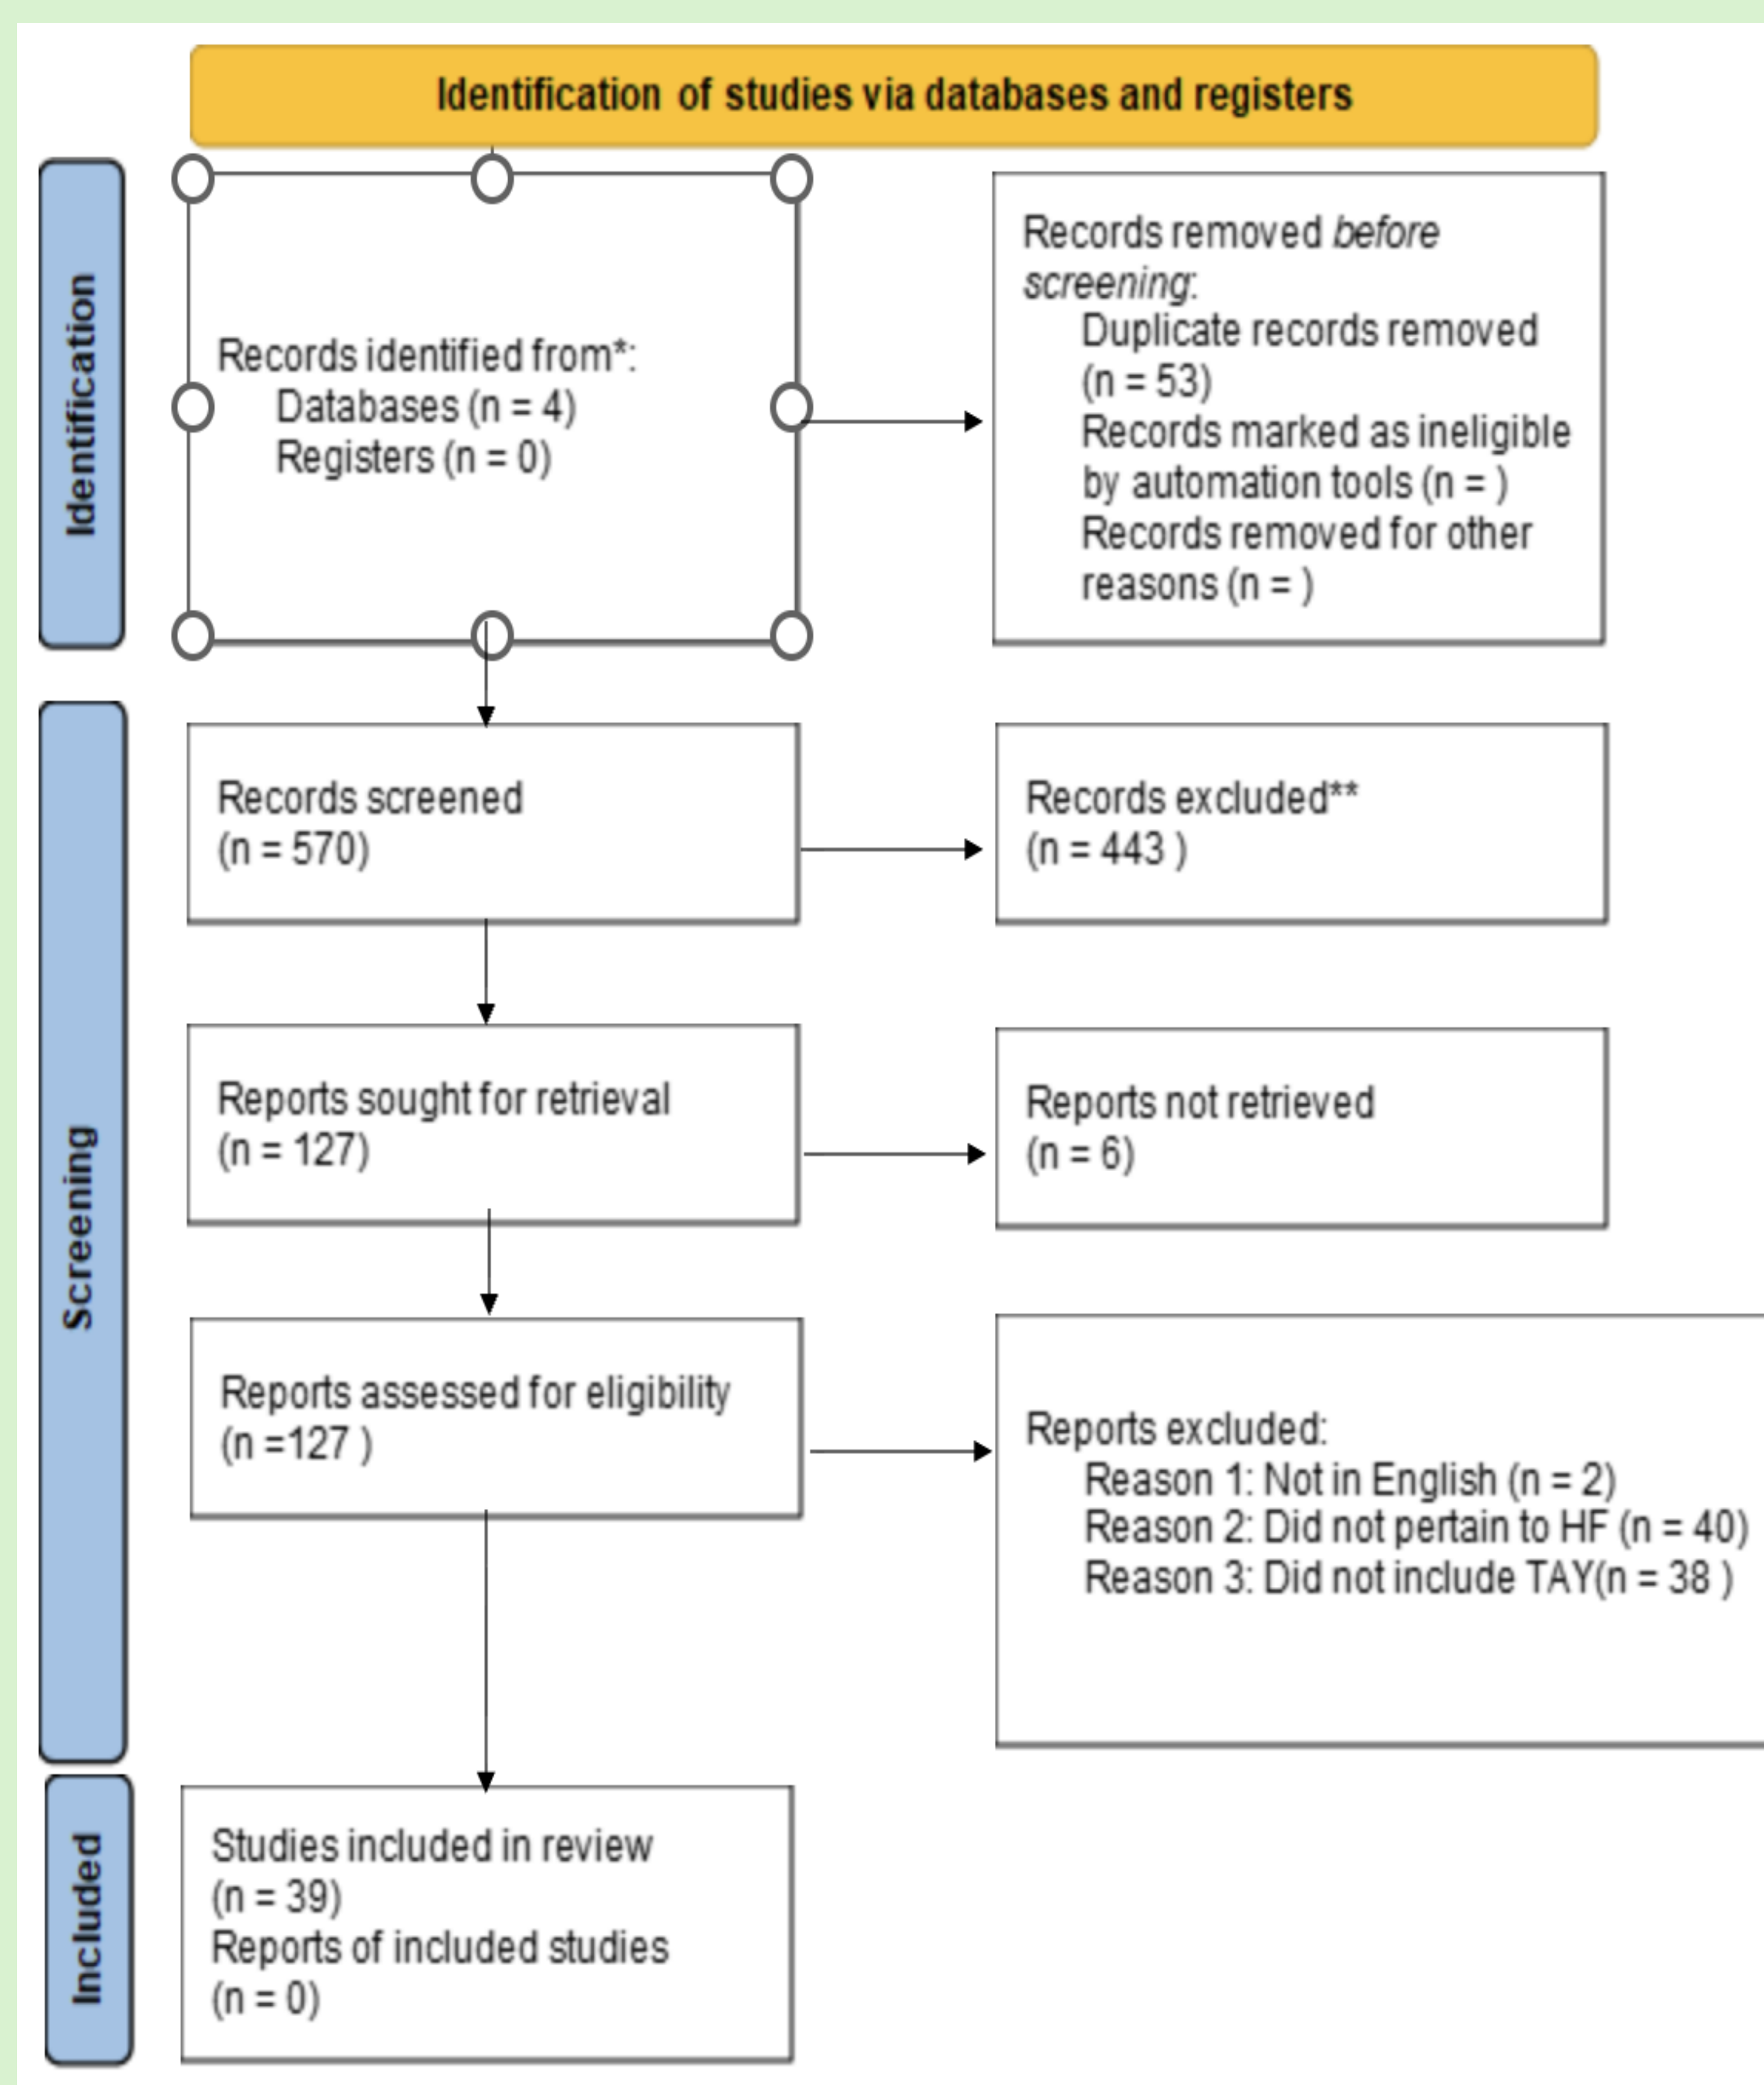 Identification of studies via databases and registers
Identification
Records identified from*:
Databases (n = 4)
Registers (n = 0)
Records removed before
screening:
Duplicate records removed
(n = 53)
Records marked as ineligible
by automation tools (n = )
Records removed for other
reasons (n = )
Screening
Records screened
(n = 570)
Records excluded**
(n = 443 )
Reports sought for retrieval
(n = 127)
Reports not retrieved
(n = 6)
Reports assessed for eligibility
(n =127 )
Reports excluded:
Reason 1: Not in English (n = 2)
Reason 2: Did not pertain to HF (n = 40)
Reason 3: Did not include TAY(n = 38 )
Included
Studies included in review
(n = 39)
Reports of included studies
(n = 0)